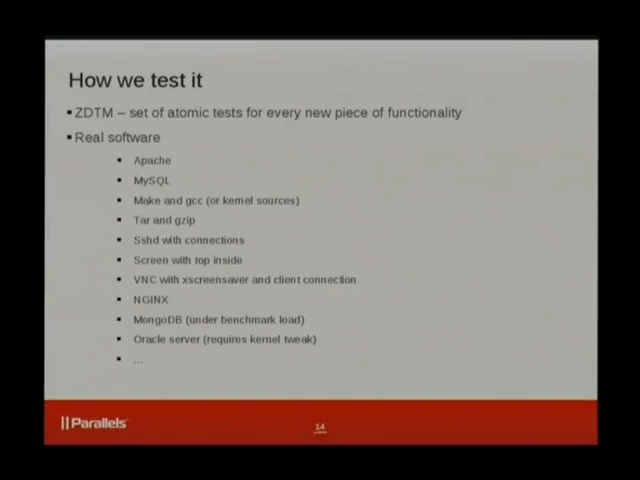 How we test it
ZDTM – set of atomic tests for every new piece of functionality
Real software
Apache
MySQL
Make and gcc (or kernel sources)
Tar and gzip
Sshd with connections
Screen with top inside
VNC with xscreensaver and client connection
NGINX
MongoDB (under benchmark load)
Oracle server (requires kernel tweak)
...
Parallels
14